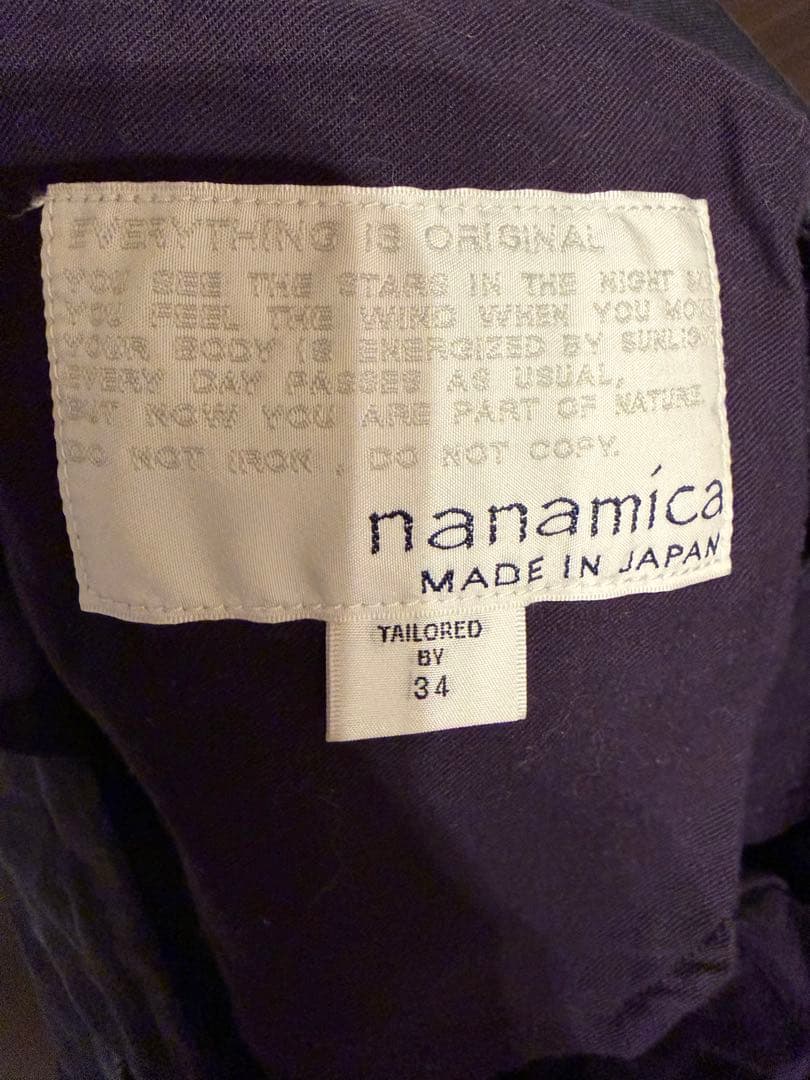 EVERYTHING IS ORIGINAL
YOU SEE THE STARS IN THE NIGHT
YOU FEEL THE WIND WHEN YOU
YOUR BODY IS ENERGIZED BY SUNLIGHT
EVERY DAY PASSES AS USUAL,
BUT NOW YOU ARE PART OF NATURE.
DO NOT IRON, DO NOT COPY.
nanamíca
MADE IN JAPAN
TAILORED
BY
34